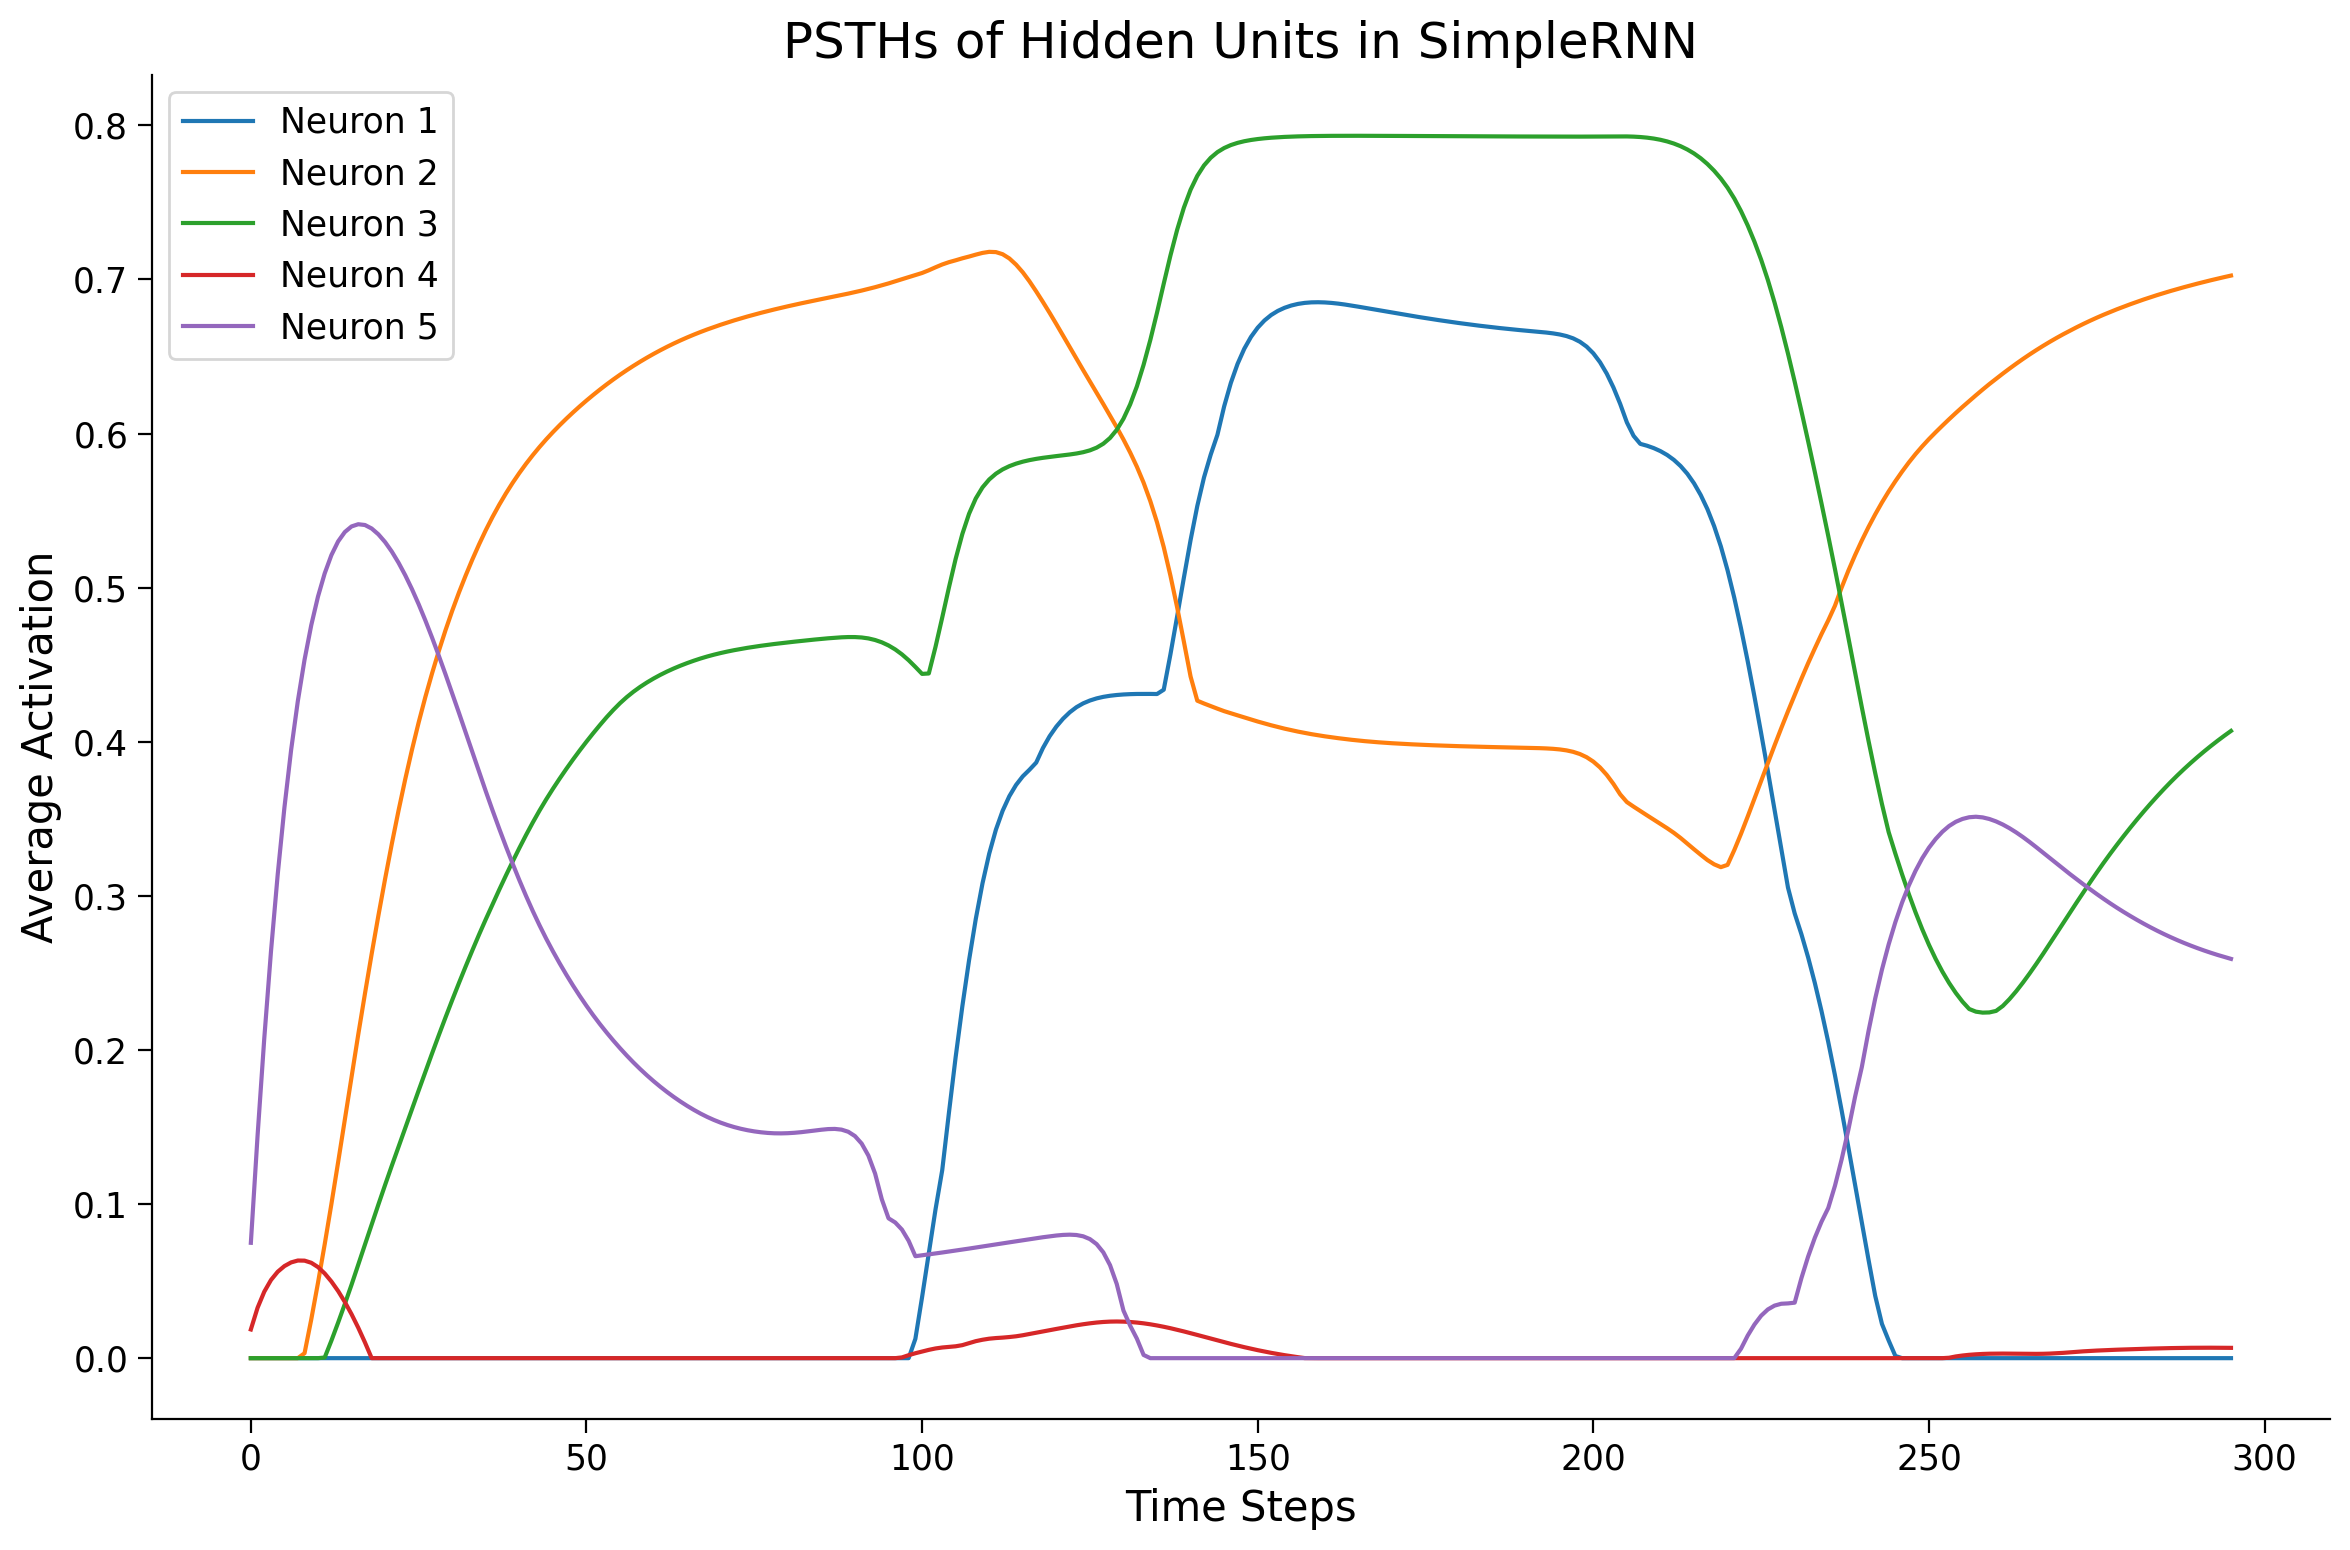 PSTHs of Hidden Units in SimpleRNN
Neuron 1
Neuron 2
Neuron 3
Neuron 4
Neuron 5
Average Activation
0.8
0.7
0.6
0.5
0.4
0.3
0.2
0.1
0.0
0 50 100 150 200 250 300
Time Steps